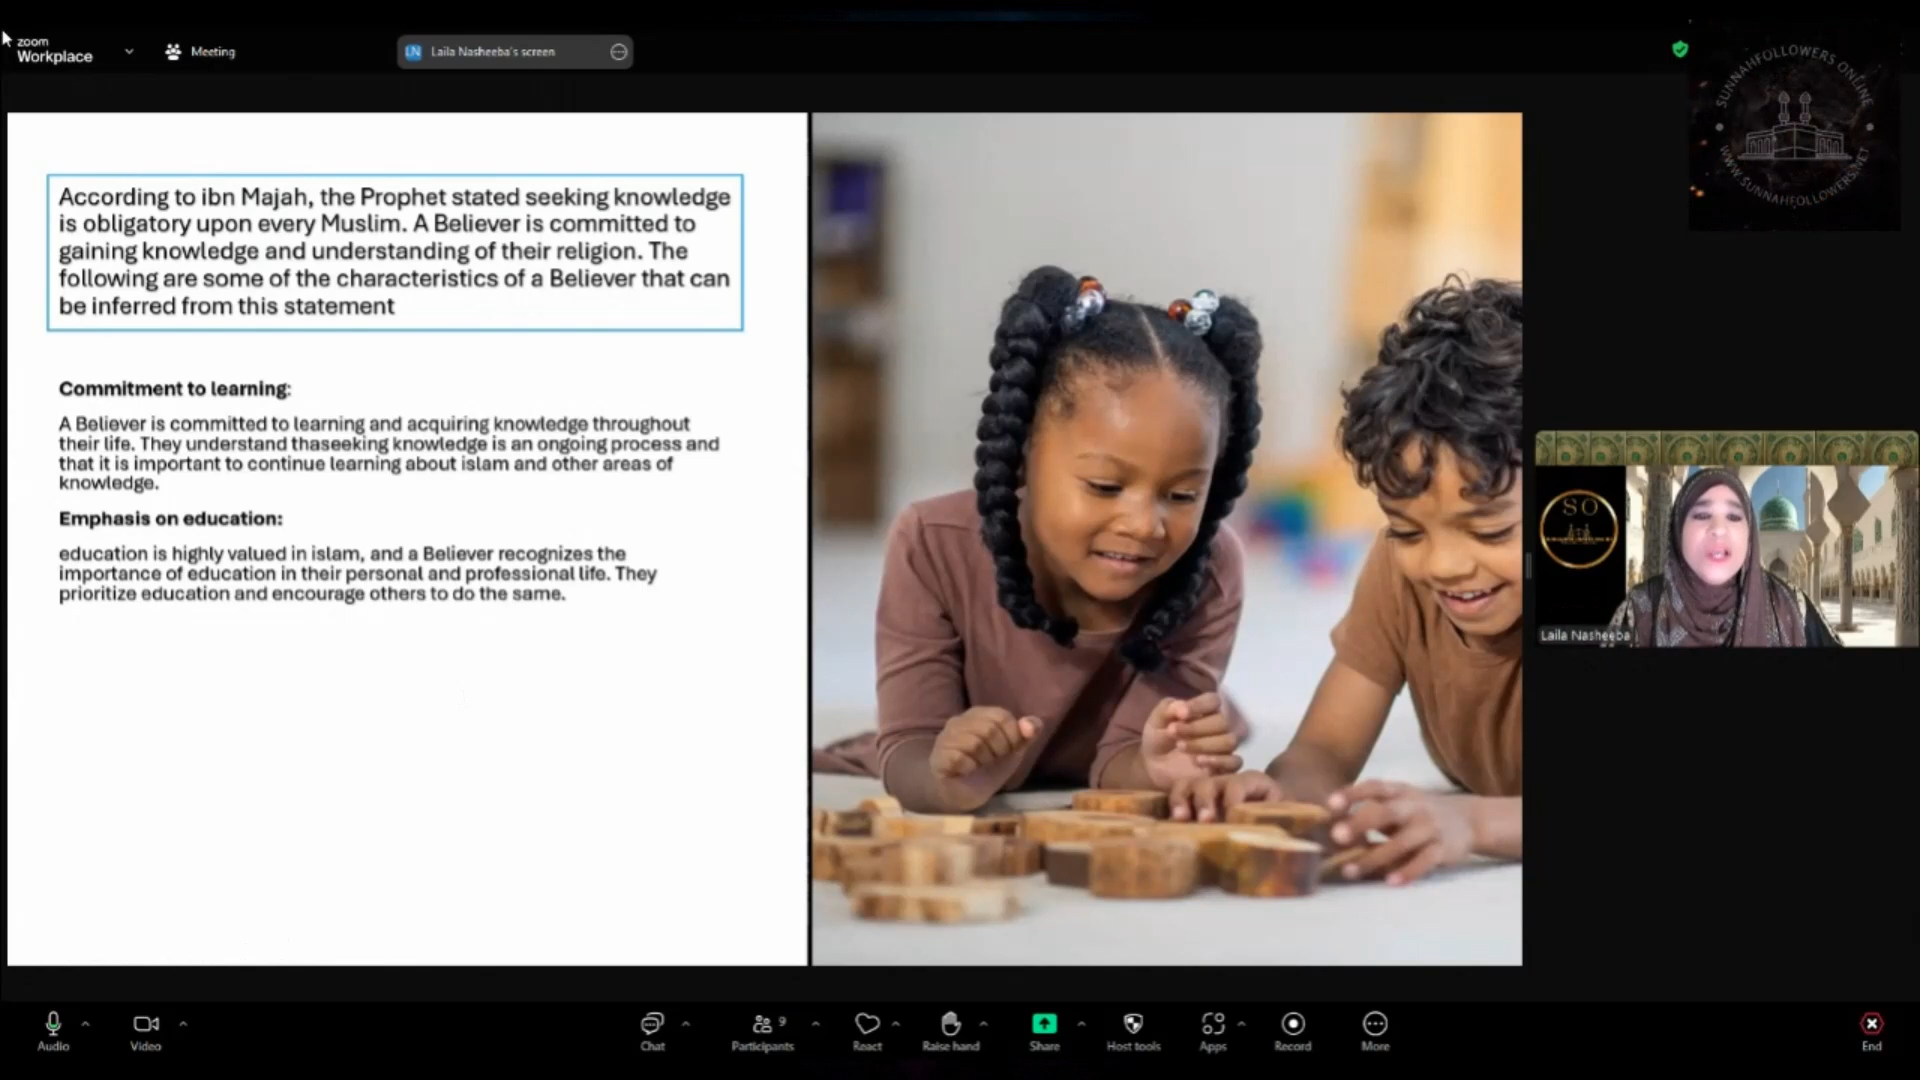 zoom
Workplace
Meeting
LN Laila Nasheeba's screen
SUNNAHFOLLOWERS ONLINE
WWW.SUNNAHFOLLOWERS.NET
According to ibn Majah, the Prophet stated seeking knowledge
is obligatory upon every Muslim. A Believer is committed to
gaining knowledge and understanding of their religion. The
following are some of the characteristics of a Believer that can
be inferred from this statement
Commitment to learning:
A Believer is committed to learning and acquiring knowledge throughout
their life. They understand thaseeking knowledge is an ongoing process and
that it is important to continue learning about islam and other areas of
knowledge.
Emphasis on education:
education is highly valued in islam, and a Believer recognizes the
importance of education in their personal and professional life. They
prioritize education and encourage others to do the same.
SO
Laila Nasheeba
Audio
Video
Chat
9
Participants
React
Raise hand
Share
Host tools
Apps
Record
More
End